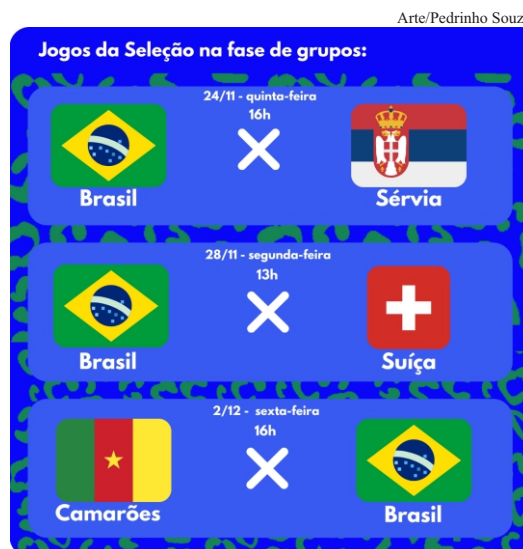 Arte/Pedrinho Souz
Jogos da Seleção na fase de grupos:
24/11 - quinta-feira
16h
Brasil
Sérvia
28/11 - segunda-feira
13h
Brasil
Suíça
2/12 - sexta-feira
16h
Camarões
Brasil